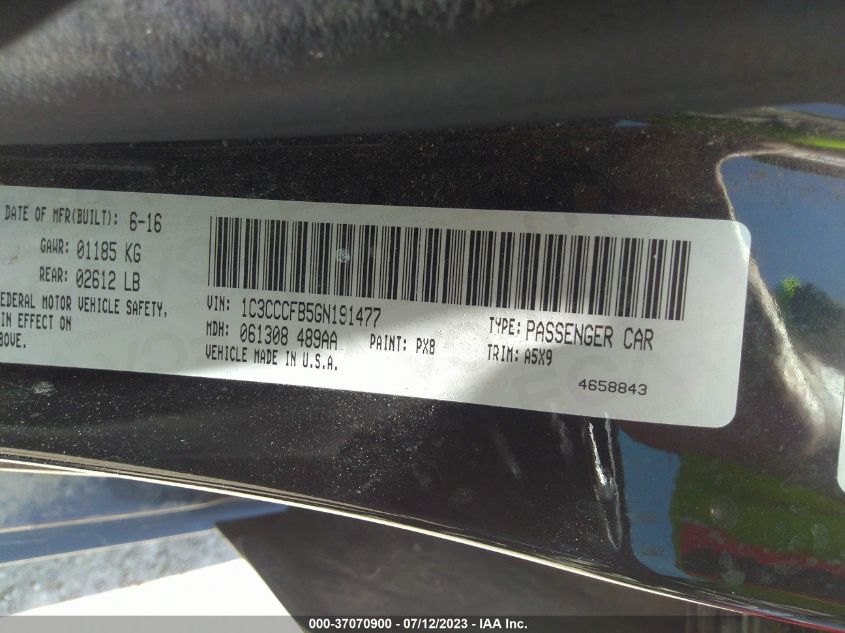 DATE OF MFR(BUILT): 6-16
GAWR: 01185 KG
REAR: 02612 LB
EDERAL MOTOR VEHICLE SAFETY,
IN EFFECT ON
BOVE.
VIN: 1C3CCCFB5GN191477
MDH: 061308 489AA PAINT: PX8
VEHICLE MADE IN U.S.A.
TYPE: PASSENGER CAR
TRIM: A5X9
4658843
000-37070900 - 07/12/2023 - IAA Inc.